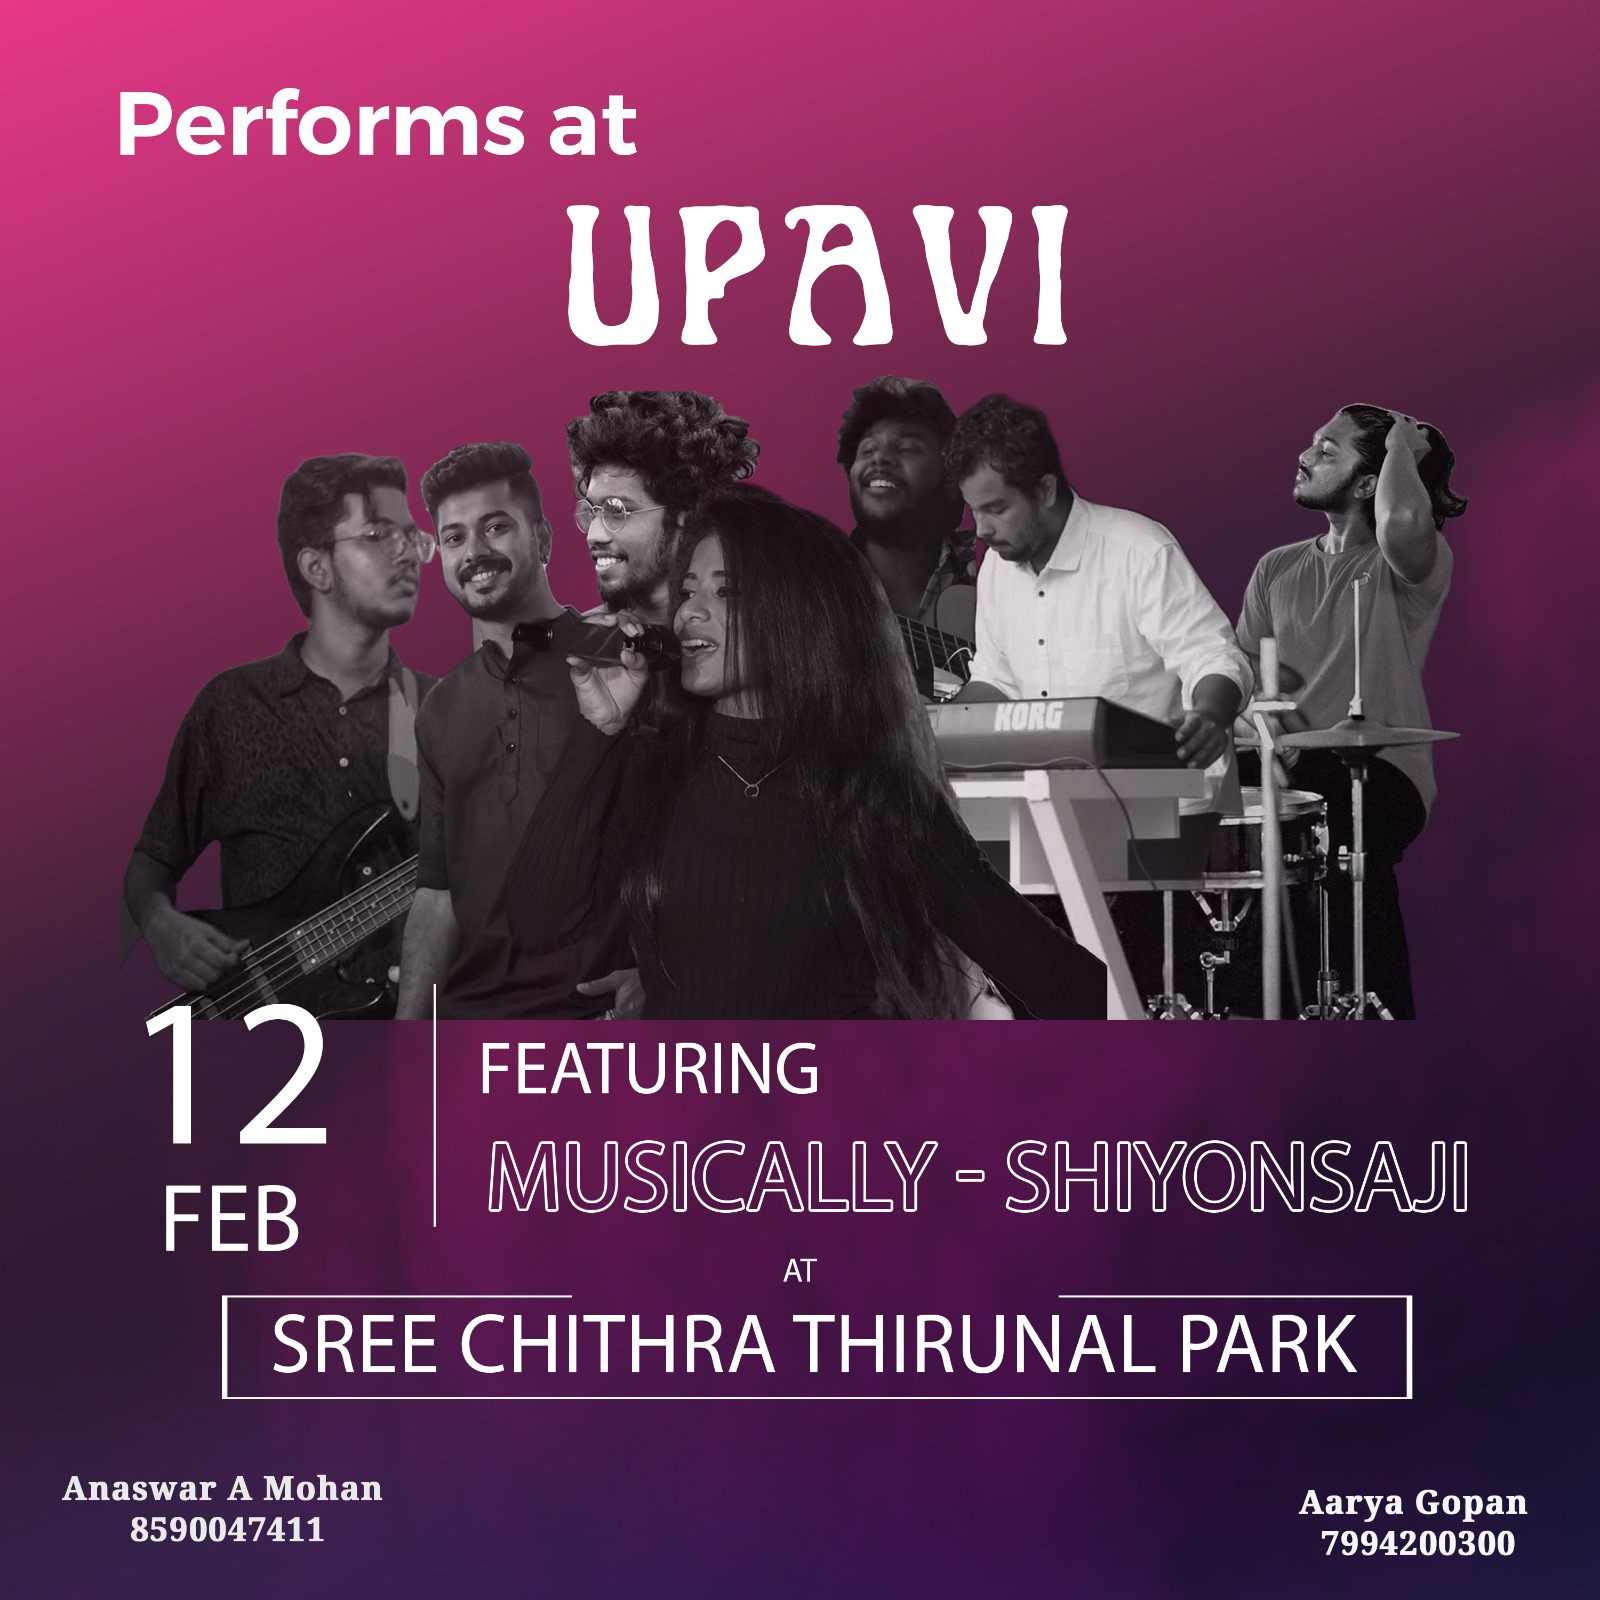 Performs at
UPAVI
KORG
12
FEB
FEATURING
MUSICALLY - SHIYONSAJI
AT
SREE CHITHRA THIRUNAL PARK
Anaswar A Mohan
8590047411
Aarya Gopan
7994200300